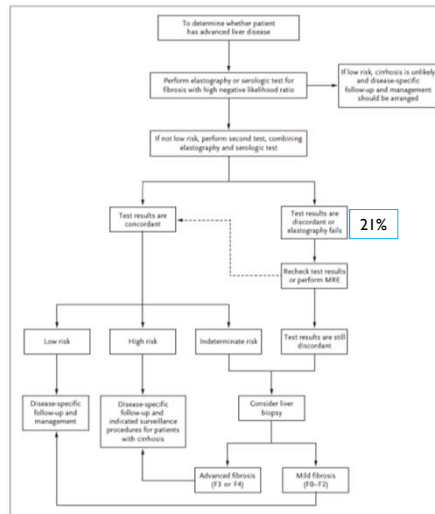 To determine whether patient
has advanced liver disease
Perform elastography or serologic test for
fibrosis with high negative likelihood ratio
If low risk, cirrhosis is unlikely
and disease-specific
follow-up and management
should be arranged
If not low risk, perform second test, combining
elastography and serologic test
Test results are
concordant
Test results are
discordant or
elastography fails
21%
Recheck test results
or perform MRE
Low risk
High risk
Indeterminate risk
Test results are still
discordant
Disease-specific
follow-up and
management
Disease-specific
follow-up and
indicated surveillance
procedures for patients
with cirrhosis
Consider liver
biopsy
Advanced fibrosis
(F3 or F4)
Mild fibrosis
(F0–F2)